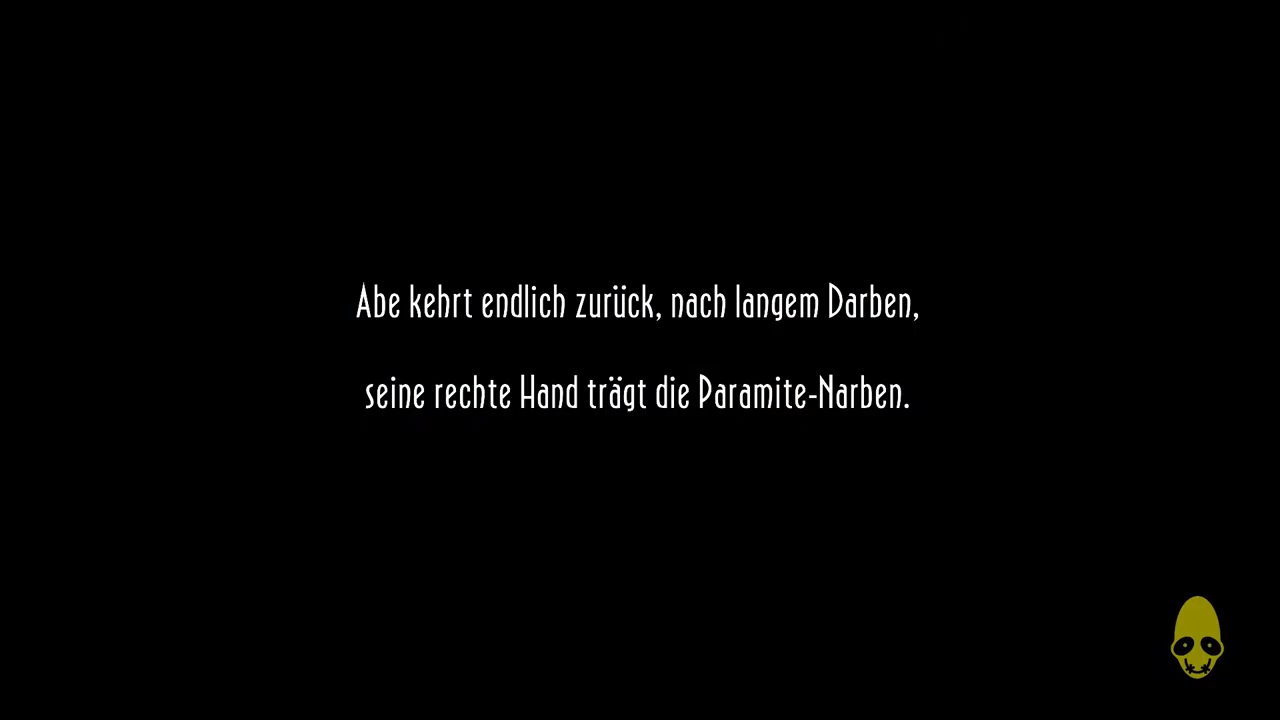 Abe kehrt endlich zurück, nach langem Darben,
seine rechte Hand trägt die Paramite-Narben.